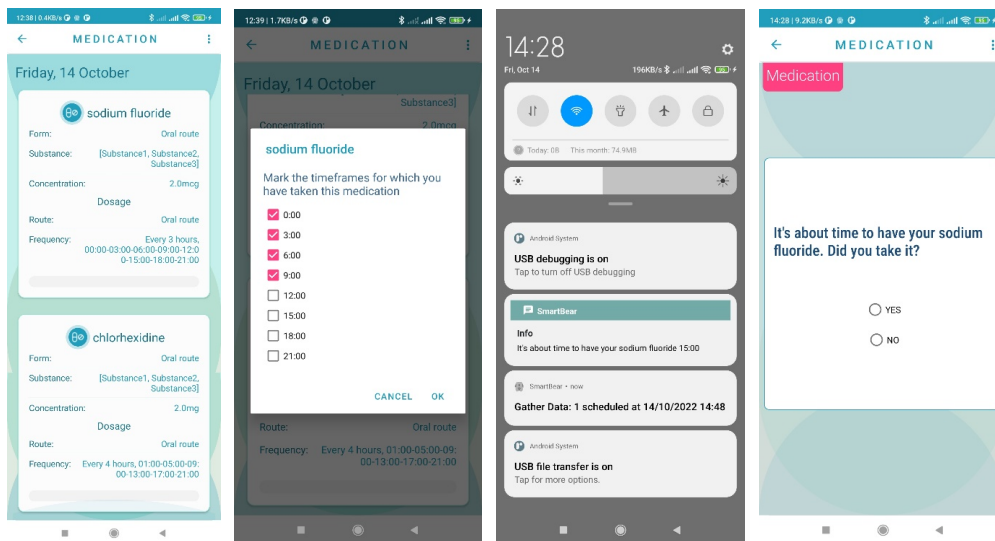 12:38 | 0.4KB/s
MEDICATION
Friday, 14 October
sodium fluoride
Form: Oral route
Substance: [Substance1, Substance2,
Substance3]
Concentration: 2.0mcg
Dosage
Route: Oral route
Frequency: Every 3 hours,
00:00-03:00-06:00-09:00-12:0
0-15:00-18:00-21:00
chlorhexidine
Form: Oral route
Substance: [Substance1, Substance2,
Substance3]
Concentration: 2.0mg
Dosage
Route: Oral route
Frequency: Every 4 hours, 01:00-05:00-09:
00-13:00-17:00-21:00
12:39 | 1.7KB/s
MEDICATION
Friday, 14 October
Substance3]
Concentration: 2.0mcg
sodium fluoride
Mark the timeframes for which you
have taken this medication
0:00
3:00
6:00
9:00
12:00
15:00
18:00
21:00
CANCEL OK
Route: Oral route
Frequency: Every 4 hours, 01:00-05:00-09:
00-13:00-17:00-21:00
14:28
Fri, Oct 14 196KB/s
Today: 0B This month: 74.9MB
Android System
USB debugging is on
Tap to turn off USB debugging
SmartBear
Info
It's about time to have your sodium fluoride 15:00
SmartBear • now
Gather Data: 1 scheduled at 14/10/2022 14:48
Android System
USB file transfer is on
Tap for more options.
14:28 | 9.2KB/s
MEDICATION
Medication
It's about time to have your sodium
fluoride. Did you take it?
YES
NO